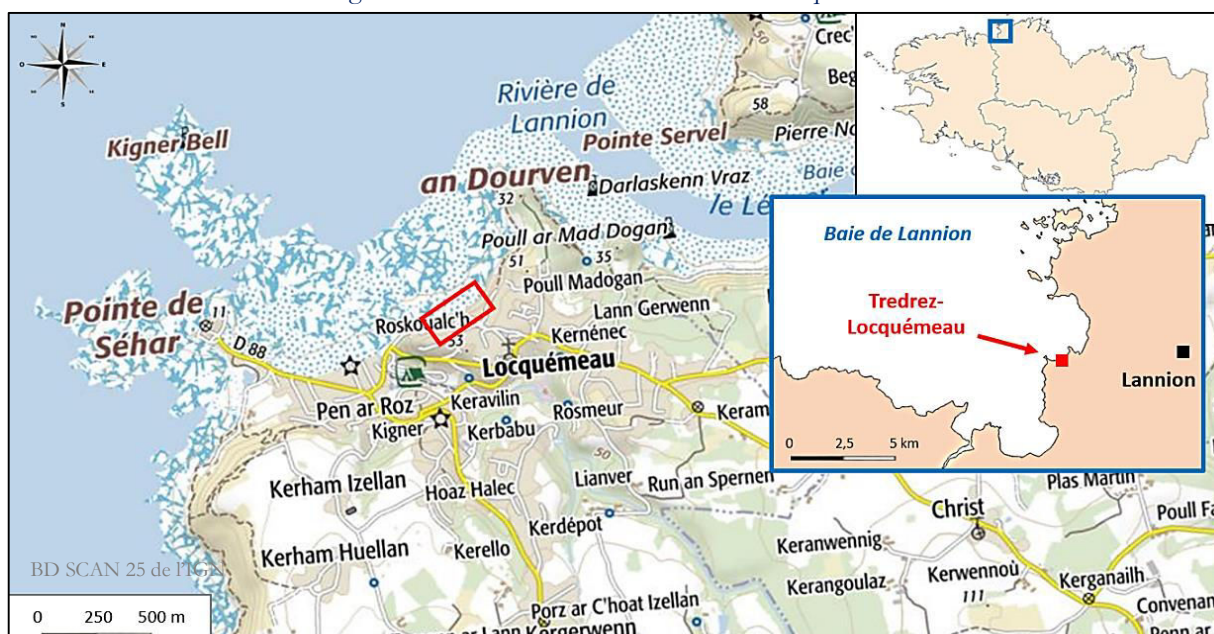 N
O
E
S
Kigner Bell
Rivière de
Lannion
50
Crec'
Beg
58
Pointe Servel
Pierre No
an Dourven
Darlaskenn Vraz
Baie
32
le Lé
Poull ar Mad Dogan
51
35
Poull Madogan
Pointe de
Séhar
11
D 88
Roskoualc'h
53
Lann Gerwenn
Kernénec
Locquémeau
Pen ar Roz
Keravilin
Kigner
Kerbabu
Rosmeur
Keram
50
Kerham Izellan
Hoaz Halec
Lianver
Run an Spernen
Christ
Plas Martin
Poull Fa
Kerdépôt
Kerham Huellan
Kerello
Keranwennig
Kerangoulaz
Kerwennoù
111
Kerganailh
Convenan
Porz ar C'hoat Izellan
BD SCAN 25 de l'IGN
0 250 500 m
Baie de Lannion
Tredrez-
Locquémeau
Lannion
0 2,5 5 km